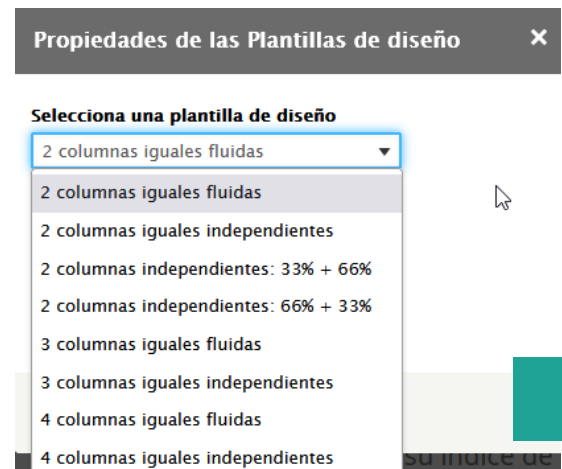 Propiedades de las Plantillas de diseño ×
Selecciona una plantilla de diseño
2 columnas iguales fluidas
2 columnas iguales fluidas
2 columnas iguales independientes
2 columnas independientes: 33% + 66%
2 columnas independientes: 66% + 33%
3 columnas iguales fluidas
3 columnas iguales independientes
4 columnas iguales fluidas
4 columnas iguales independientes
su índice de